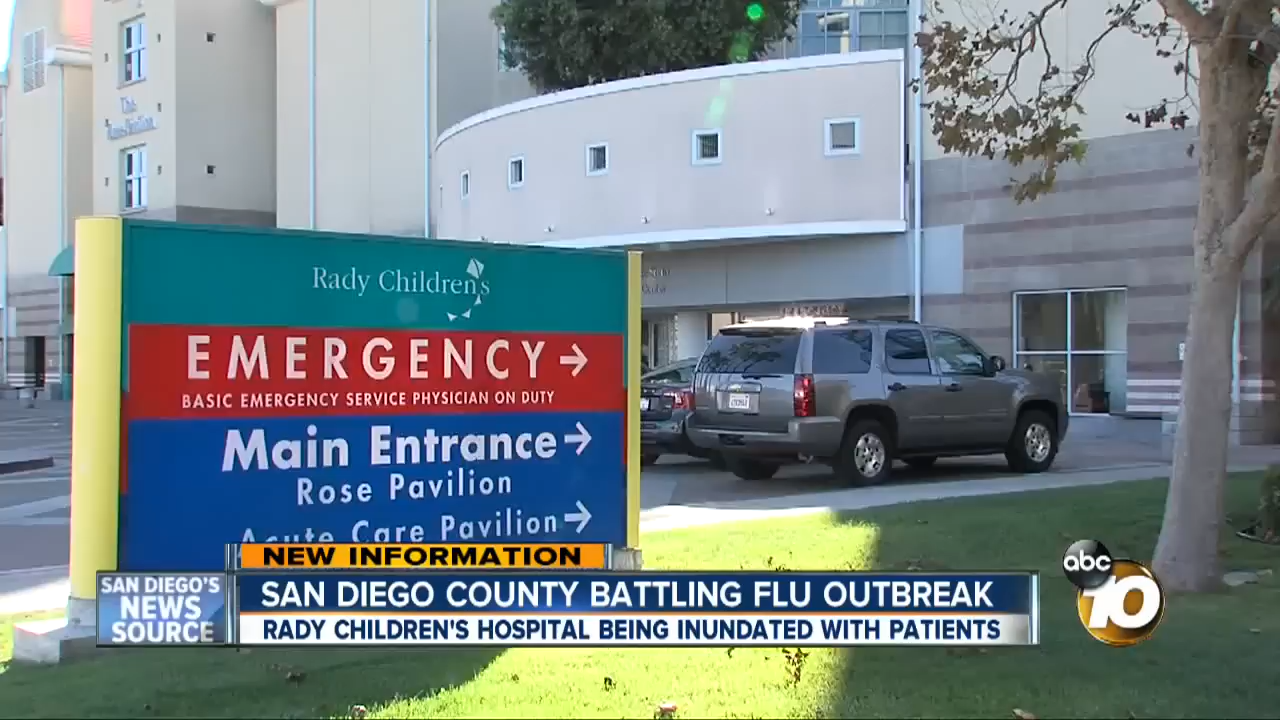 The
Rose Pavilion
Rady Children's
EMERGENCY
BASIC EMERGENCY SERVICE PHYSICIAN ON DUTY
Main Entrance
Rose Pavilion
Acute Care Pavilion
NEW INFORMATION
SAN DIEGO'S
NEWS
SOURCE
SAN DIEGO COUNTY BATTLING FLU OUTBREAK
RADY CHILDREN'S HOSPITAL BEING INUNDATED WITH PATIENTS
abc
10